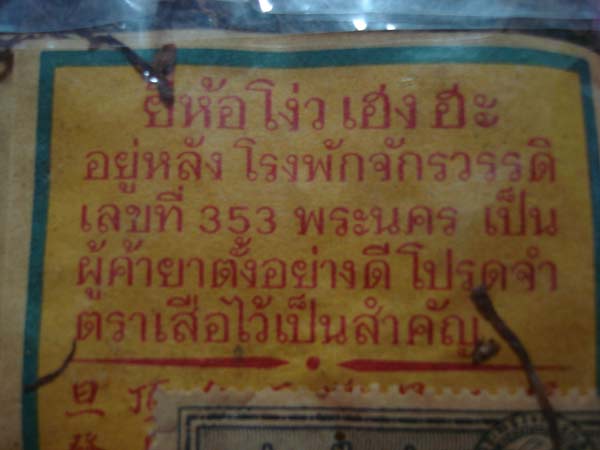 ยี่ห้อ โง่ว เฮ่ง ฮะ
อยู่หลัง โรงพักจักรวรรดิ
เลขที่ 353 พระนคร เป็น
ผู้ค้ายาตั้งอย่างดี โปรดจำ
ตราเสือไว้เป็นสำคัญ